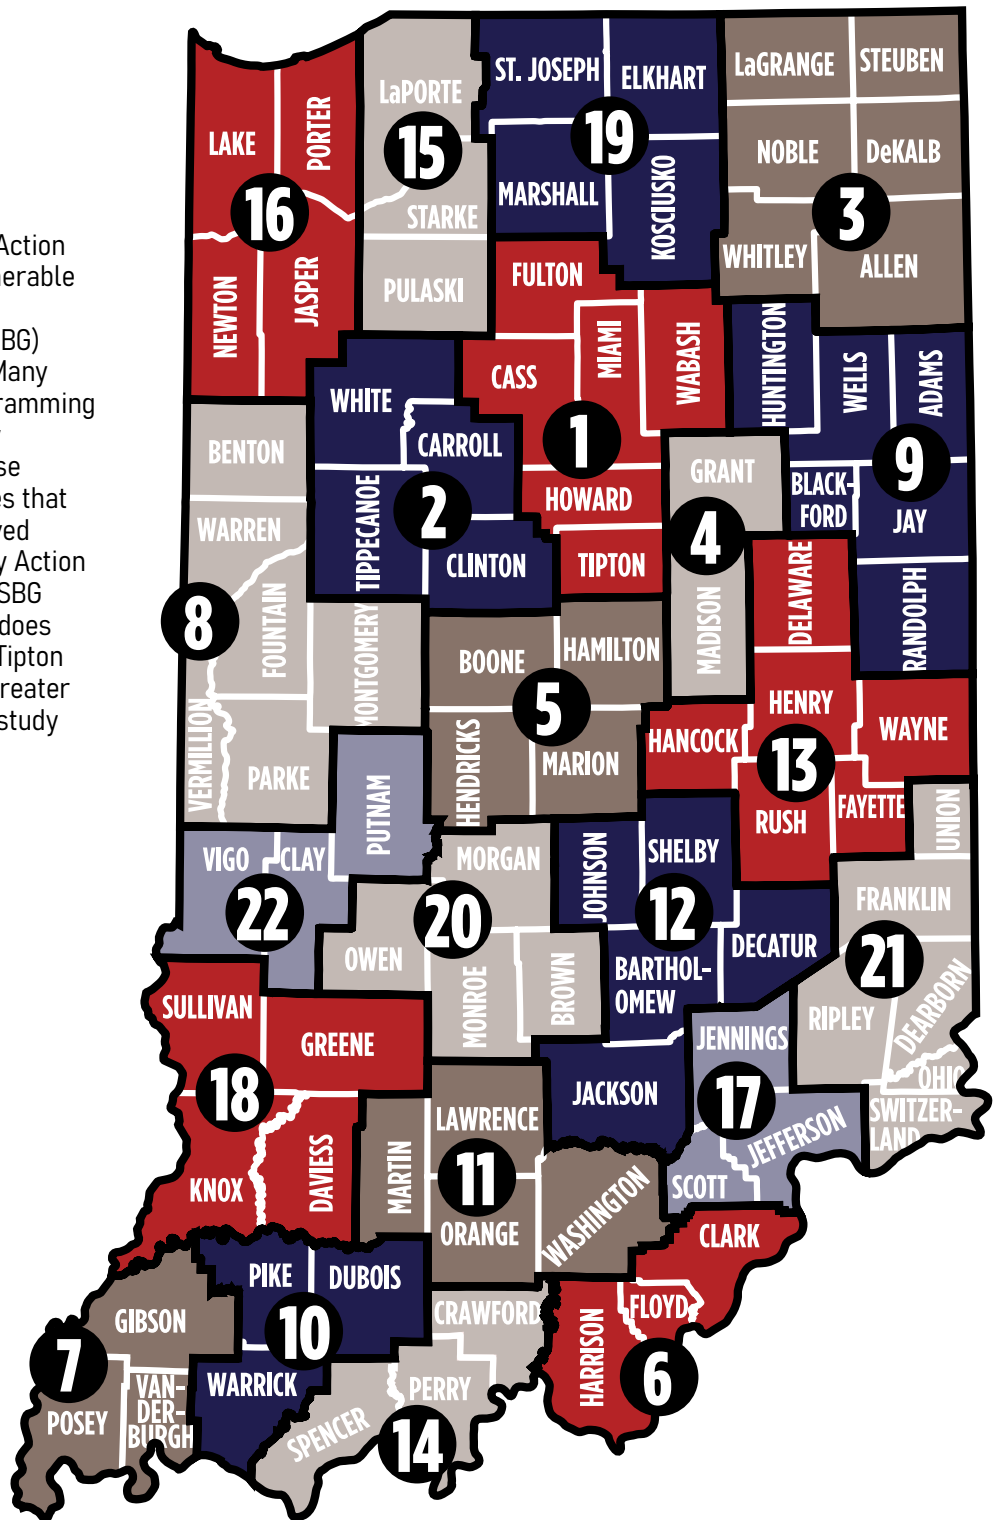 Action
erable
BG)
Many
ramming
se
es that
ed
y Action
SBG
does
Tipton
reater
study
ST. JOSEPH
ELKHART
LaGRANGE
STEUBEN
LaPORTE
LAKE
PORTER
15
19
NOBLE
DeKALB
MARSHALL
KOSCIUSKO
16
STARKE
3
WHITLEY
ALLEN
FULTON
PULASKI
NEWTON
JASPER
MIAMI
WABASH
HUNTINGTON
WELLS
ADAMS
CASS
WHITE
CARROLL
1
BENTON
GRANT
9
TIPPECANOE
2
HOWARD
BLACK-
FORD
JAY
WARREN
4
CLINTON
TIPTON
DELAWARE
RANDOLPH
8
FOUNTAIN
MONTGOMERY
MADISON
BOONE
HAMILTON
5
HENRY
WAYNE
HANCOCK
VERMILLION
PARKE
HENDRICKS
MARION
13
RUSH
FAYETTE
UNION
PUTNAM
VIGO
CLAY
MORGAN
JOHNSON
SHELBY
22
20
12
FRANKLIN
OWEN
MONROE
BROWN
BARTHOL-
OMEW
DECATUR
21
SULLIVAN
GREENE
RIPLEY
DEARBORN
JENNINGS
18
JACKSON
17
OHIO
LAWRENCE
SWITZER-
LAND
JEFFERSON
MARTIN
11
KNOX
DAVIESS
SCOTT
ORANGE
WASHINGTON
CLARK
PIKE
DUBOIS
GIBSON
10
CRAWFORD
FLOYD
7
HARRISON
6
WARRICK
PERRY
POSEY
VAN-
DER-
BURGH
SPENCER
14